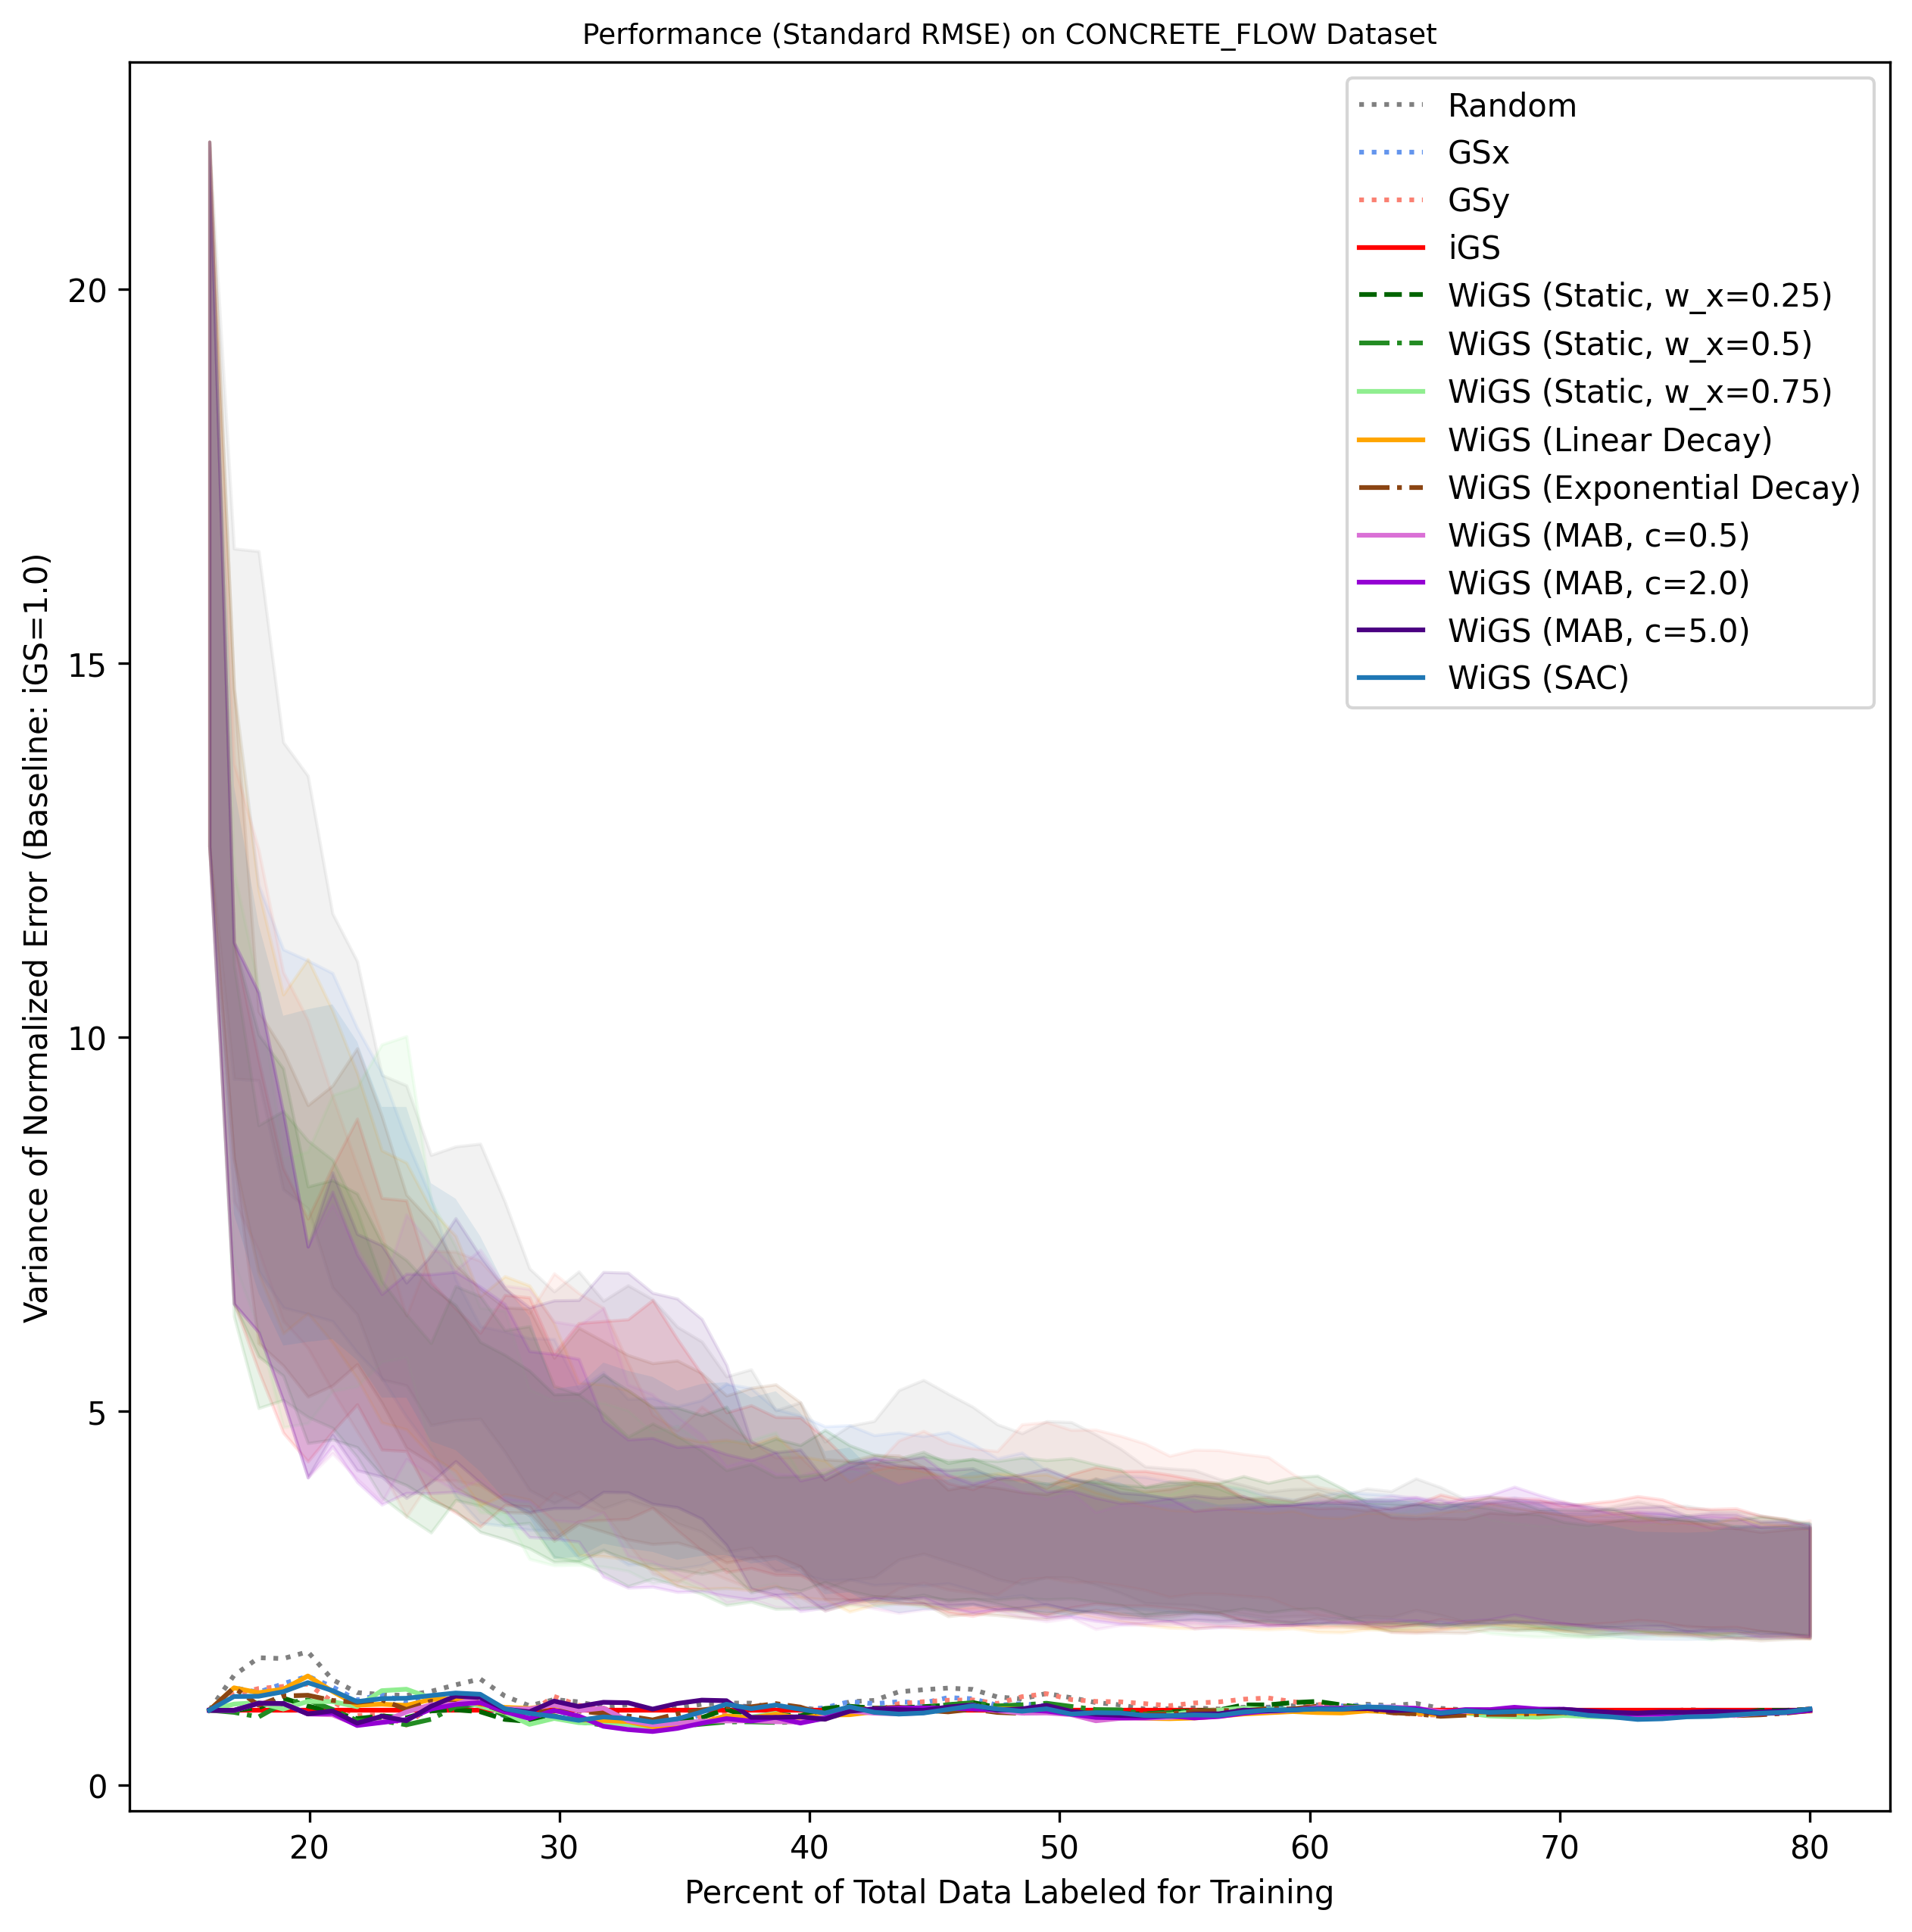 Performance (Standard RMSE) on CONCRETE_FLOW Dataset
Variance of Normalized Error (Baseline: iGS=1.0)
20
15
10
5
0
Random
GSx
GSy
iGS
WiGS (Static, w_x=0.25)
WiGS (Static, w_x=0.5)
WiGS (Static, w_x=0.75)
WiGS (Linear Decay)
WiGS (Exponential Decay)
WiGS (MAB, c=0.5)
WiGS (MAB, c=2.0)
WiGS (MAB, c=5.0)
WiGS (SAC)
20 30 40 50 60 70 80
Percent of Total Data Labeled for Training